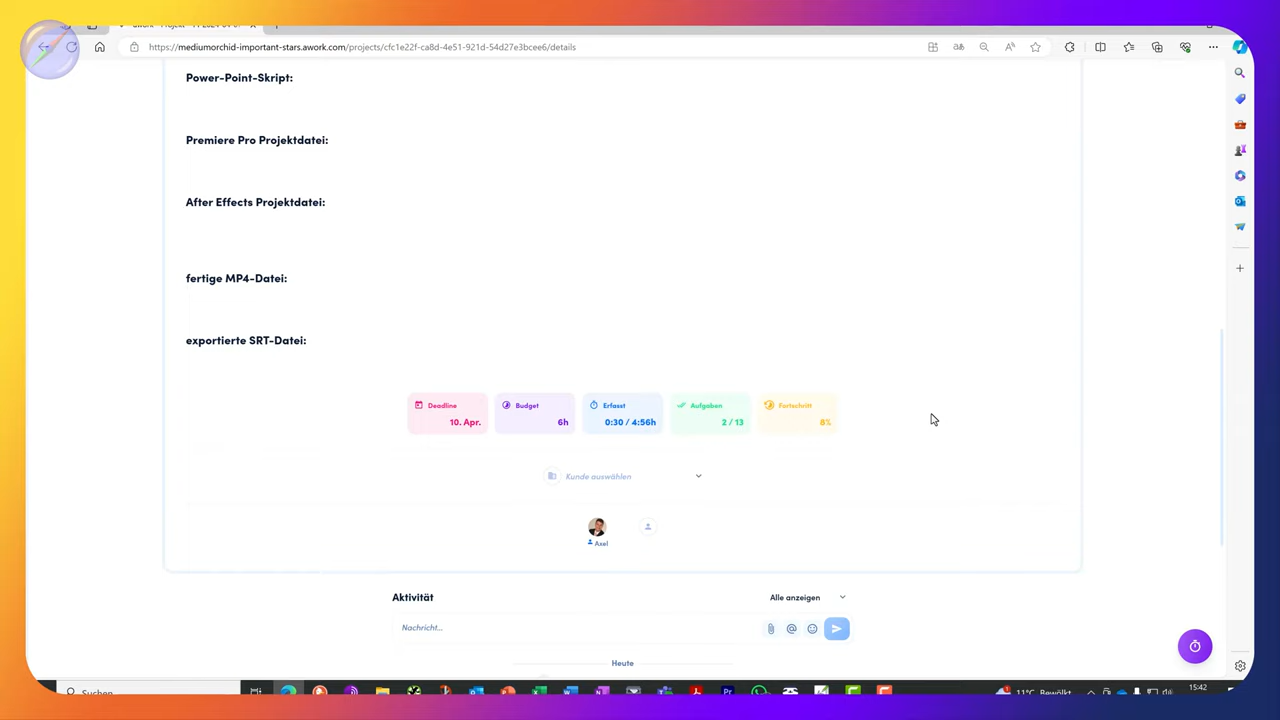 https://mediumorchid-important-stars.awork.com/projects/cfc1e22f-ca8d-4e51-921d-54d27e3bcee6/details
Power-Point-Skript:
Premiere Pro Projektdatei:
After Effects Projektdatei:
fertige MP4-Datei:
exportierte SRT-Datei:
Deadline
10. Apr.
Budget
6h
Erfasst
0:30 / 4:56h
Aufgaben
2 / 13
Fortschritt
8%
Kunde auswählen
Axel
Aktivität
Alle anzeigen
Nachricht...
Heute
Suchen
11°C Bewölkt
15:42